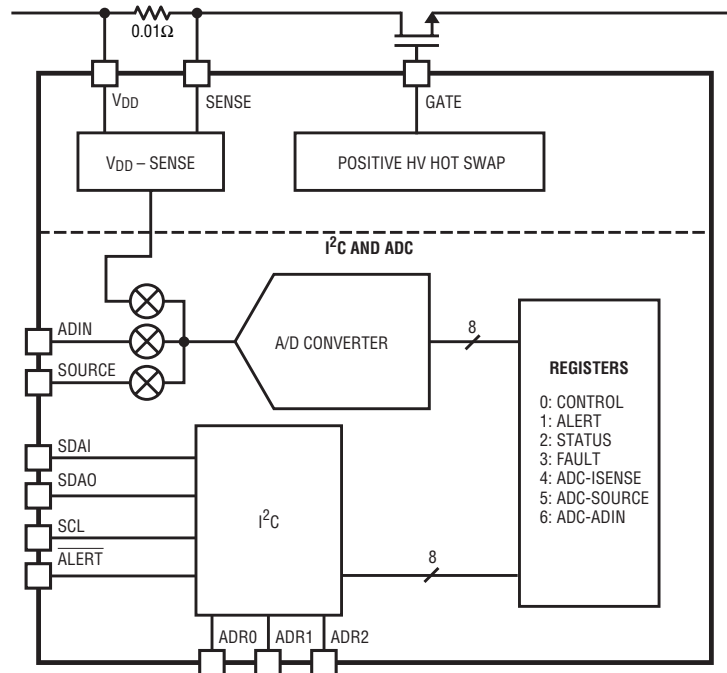 0.01Ω
VDD
SENSE
GATE
VDD – SENSE
POSITIVE HV HOT SWAP
I2C AND ADC
ADIN
SOURCE
A/D CONVERTER
8
REGISTERS
0: CONTROL
1: ALERT
2: STATUS
3: FAULT
4: ADC-ISENSE
5: ADC-SOURCE
6: ADC-ADIN
SDAI
SDAO
SCL
ALERT
I2C
8
ADR0
ADR1
ADR2